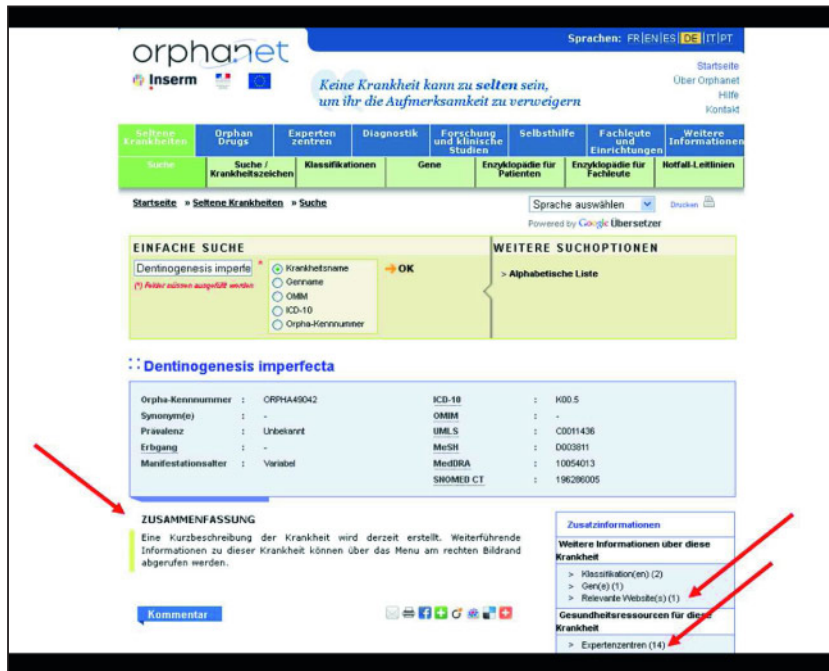 orphanet
Sprachen: FR|EN|ES|DE|IT|PT
Inserm
Keine Krankheit kann zu selten sein,
um ihr die Aufmerksamkeit zu verweigern
Startseite
Über Orphanet
Hilfe
Kontakt
Seltene Krankheiten
Orphan Drugs
Experten zentren
Diagnostik
Forschung und klinische Studien
Selbsthilfe
Fachleute und Einrichtungen
Weitere Informationen
Suche
Suche / Krankheitszeichen
Klassifikationen
Gene
Enzyklopädie für Patienten
Enzyklopädie für Fachleute
Notfall-Leitlinien
Startseite » Seltene Krankheiten » Suche
Sprache auswählen
Drucken
Powered by Google Übersetzer
EINFACHE SUCHE
Dentinogenesis imperfe *
(*) Felder müssen ausgefüllt werden
Krankheitsname
Genname
OMIM
ICD-10
Orpha-Kennnummer
OK
WEITERE SUCHOPTIONEN
> Alphabetische Liste
Dentinogenesis imperfecta
Orpha-Kennnummer : ORPHA49042
Synonym(e) : -
Prävalenz : Unbekannt
Erbgang : -
Manifestationsalter : Variabel
ICD-10 : K00.5
OMIM : -
UMLS : C0011436
MeSH : D003811
MedDRA : 10054013
SNOMED CT : 196286005
ZUSAMMENFASSUNG
Eine Kurzbeschreibung der Krankheit wird derzeit erstellt. Weiterführende
Informationen zu dieser Krankheit können über das Menu am rechten Bildrand
abgerufen werden.
Kommentar
Zusatzinformationen
Weitere Informationen über diese
Krankheit
> Klassifikation(en) (2)
> Gen(e) (1)
> Relevante Website(s) (1)
Gesundheitsressourcen für diese
Krankheit
> Expertenzentren (14)